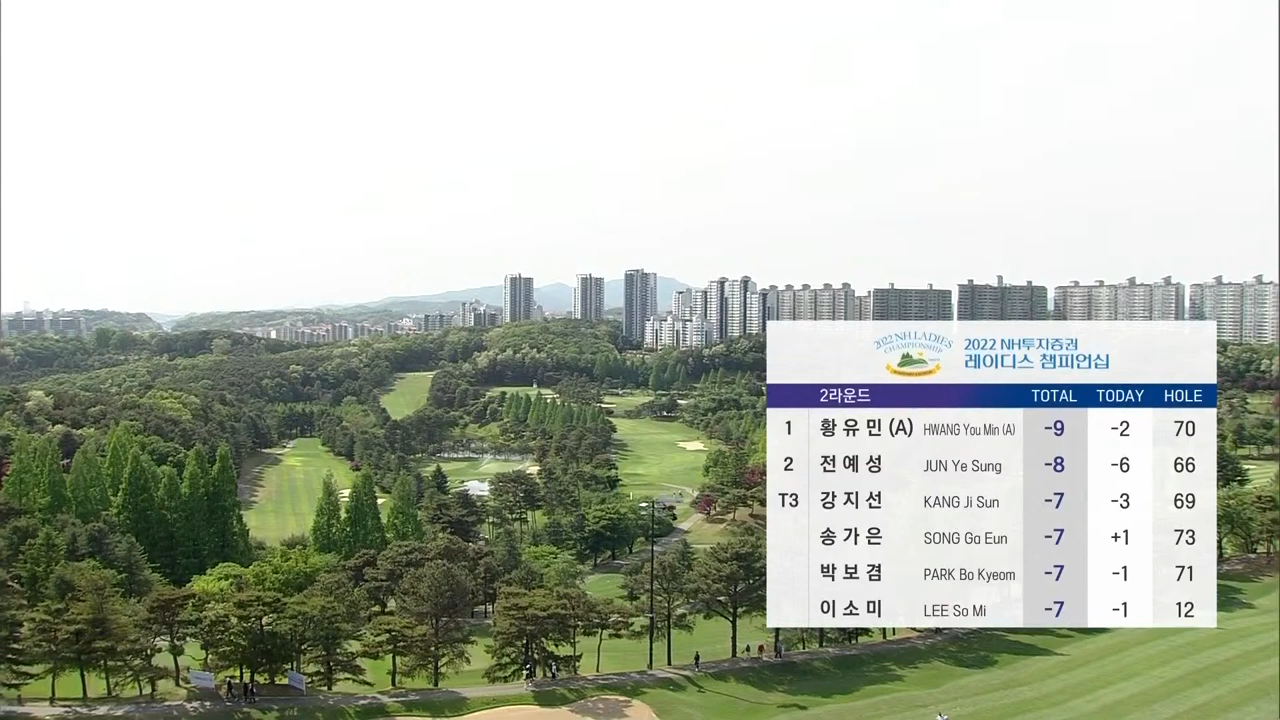 2022 NH LADIES
CHAMPIONSHIP
2022 NH투자증권
레이디스 챔피언십
2라운드 TOTAL TODAY HOLE
1 황유민 (A) HWANG You Min (A) -9 -2 70
2 전예성 JUN Ye Sung -8 -6 66
T3 강지선 KANG Ji Sun -7 -3 69
송가은 SONG Ga Eun -7 +1 73
박보겸 PARK Bo Kyeom -7 -1 71
이소미 LEE So Mi -7 -1 12